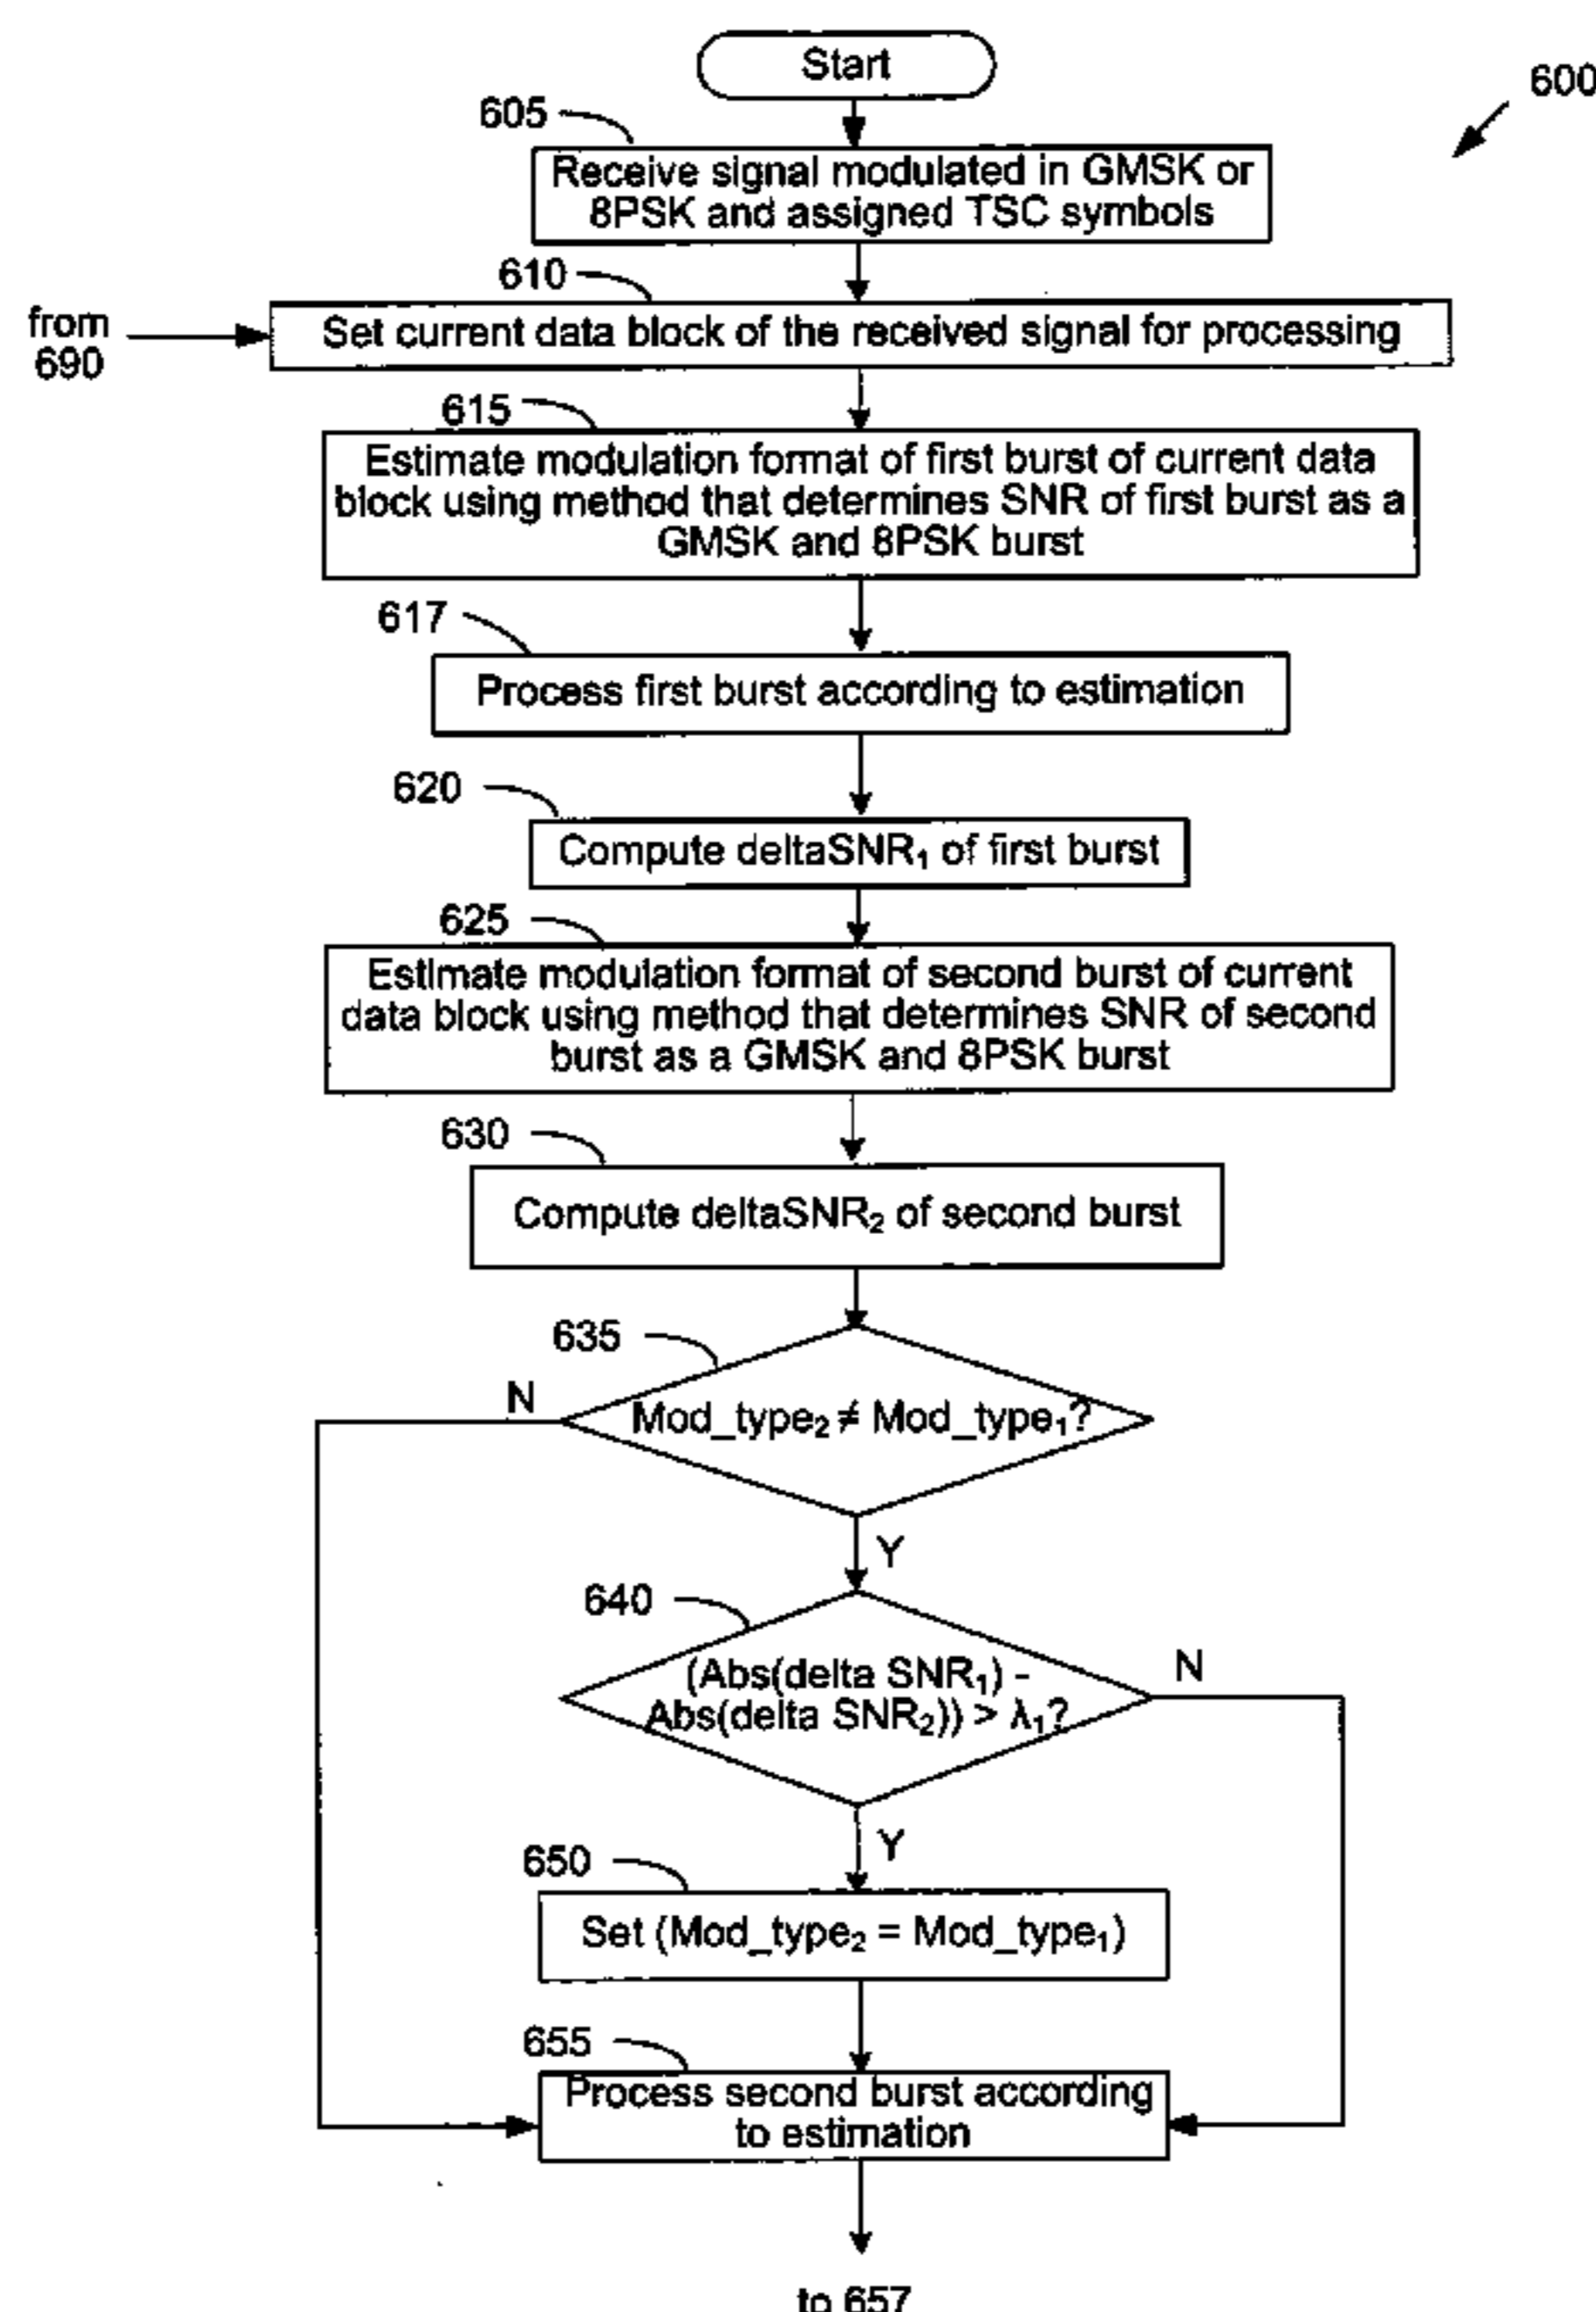 Start
600
605
Receive signal modulated in GMSK or
8PSK and assigned TSC symbols
610
from
690
Set current data block of the received signal for processing
615
Estimate modulation format of first burst of current data
block using method that determines SNR of first burst as a
GMSK and 8PSK burst
617
Process first burst according to estimation
620
Compute deltaSNR₁ of first burst
625
Estimate modulation format of second burst of current
data block using method that determines SNR of second
burst as a GMSK and 8PSK burst
630
Compute deltaSNR₂ of second burst
635
N
Mod_type₂ ≠ Mod_type₁?
Y
640
(Abs(delta SNR₁) -
Abs(delta SNR₂)) > λ₁?
N
Y
650
Set (Mod_type₂ = Mod_type₁)
655
Process second burst according
to estimation
to 657